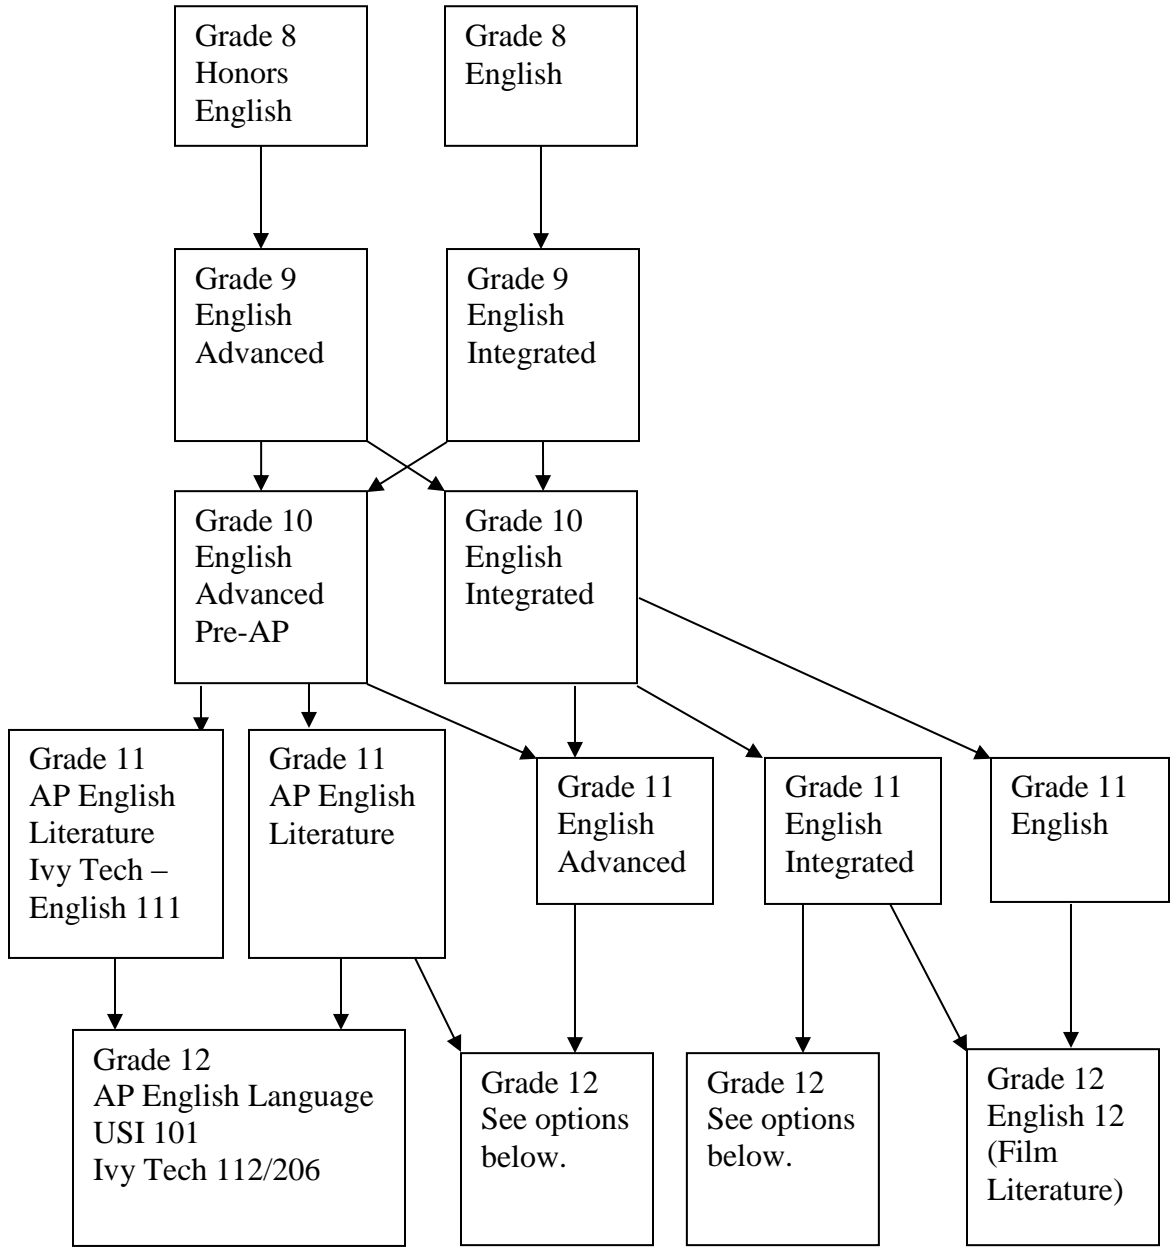 Grade 8
Honors
English
Grade 8
English
Grade 9
English
Advanced
Grade 9
English
Integrated
Grade 10
English
Advanced
Pre-AP
Grade 10
English
Integrated
Grade 11
AP English
Literature
Ivy Tech –
English 111
Grade 11
AP English
Literature
Grade 11
English
Advanced
Grade 11
English
Integrated
Grade 11
English
Grade 12
AP English Language
USI 101
Ivy Tech 112/206
Grade 12
See options
below.
Grade 12
See options
below.
Grade 12
English 12
(Film
Literature)